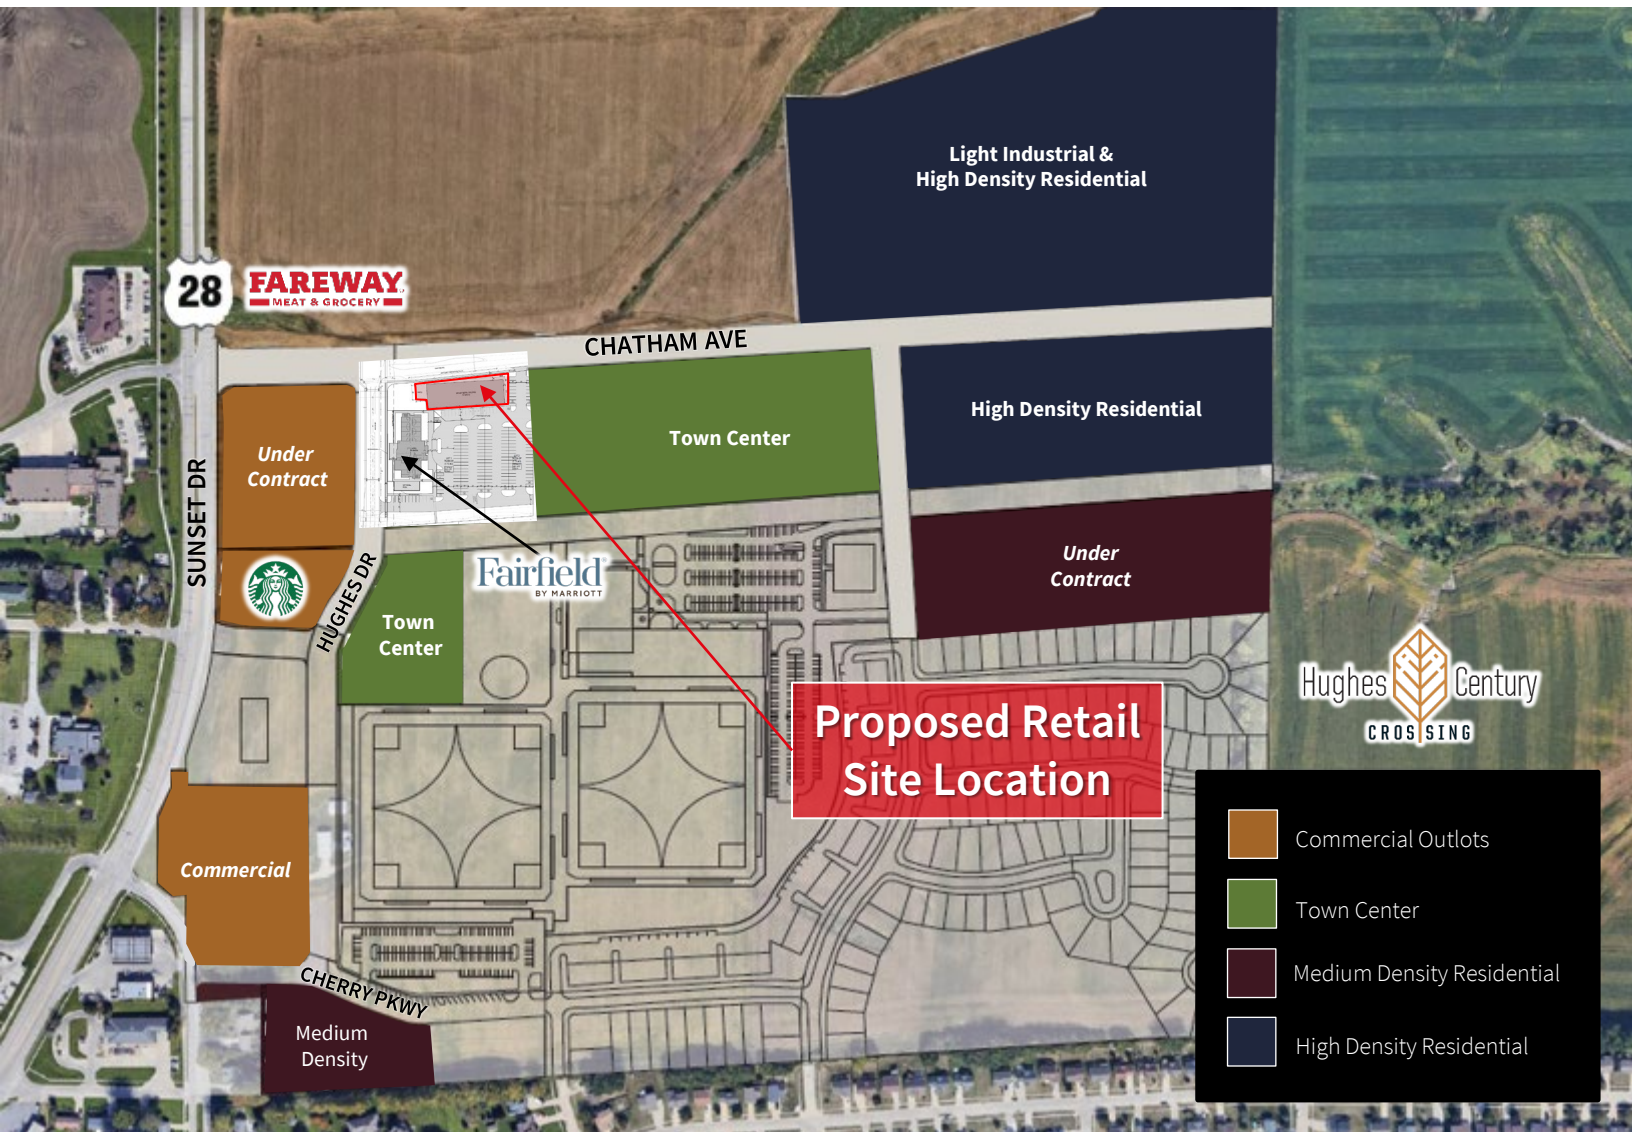 Light Industrial &
High Density Residential
28
FAREWAY
MEAT & GROCERY
CHATHAM AVE
High Density Residential
Town Center
Under
Contract
SUNSET DR
HUGHES DR
Fairfield
BY MARRIOTT
Under
Contract
Town
Center
Hughes Century
CROSSING
Proposed Retail
Site Location
Commercial
Commercial Outlots
Town Center
Medium Density Residential
High Density Residential
CHERRY PKWY
Medium
Density